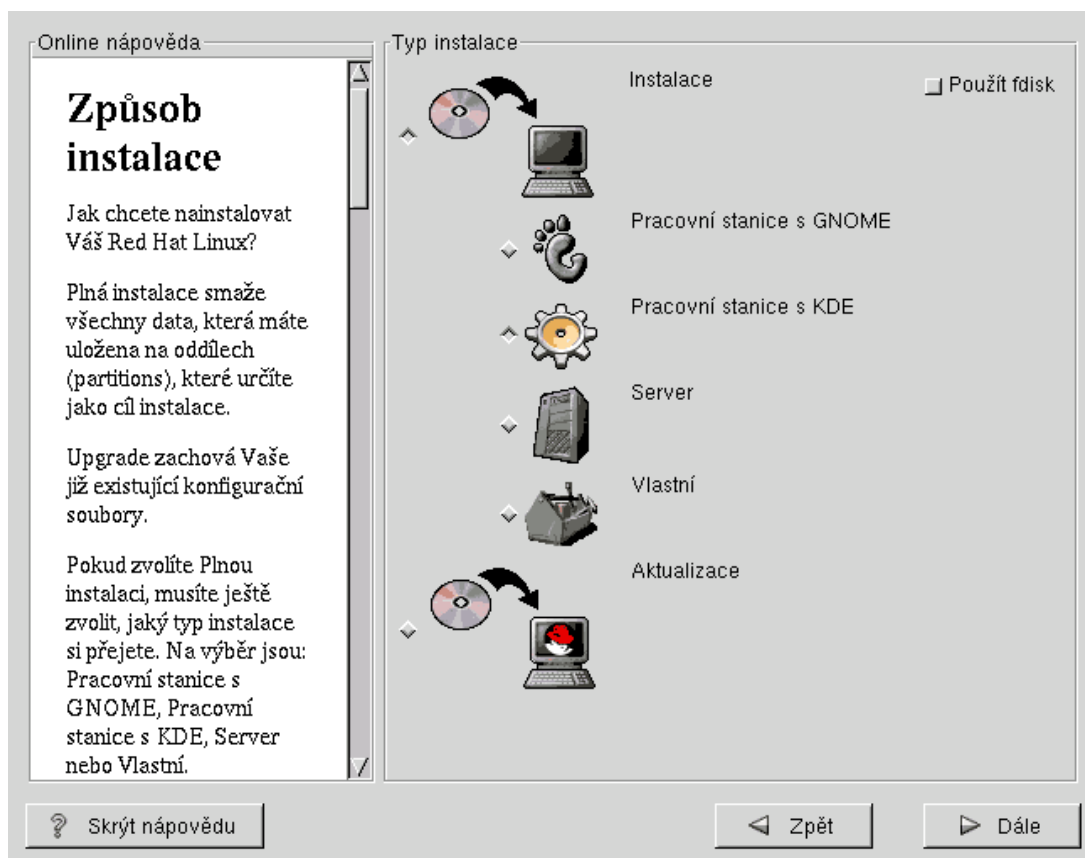 Online nápověda
Způsob
instalace
Jak chcete nainstalovat
Váš Red Hat Linux?
Plná instalace smaže
všechny data, která máte
uložena na oddílech
(partitions), které určíte
jako cíl instalace.
Upgrade zachová Vaše
již existující konfigurační
soubory.
Pokud zvolíte Plnou
instalaci, musíte ještě
zvolit, jaký typ instalace
si přejete. Na výběr jsou:
Pracovní stanice s
GNOME, Pracovní
stanice s KDE, Server
nebo Vlastní.
Typ instalace
Instalace
Použít fdisk
Pracovní stanice s GNOME
Pracovní stanice s KDE
Server
Vlastní
Aktualizace
Skrýt nápovědu
Zpět
Dále